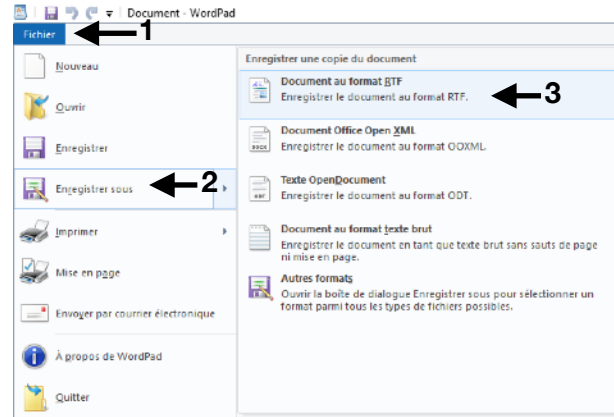 Document - WordPad
Fichier
1
Nouveau
Ouvrir
Enregistrer
Enregistrer sous
2
Imprimer
Mise en page
Envoyer par courrier électronique
À propos de WordPad
Quitter
Enregistrer une copie du document
Document au format RTF
Enregistrer le document au format RTF.
3
Document Office Open XML
Enregistrer le document au format OOXML.
Texte OpenDocument
Enregistrer le document au format ODT.
Document au format texte brut
Enregistrer le document en tant que texte brut sans sauts de page
ni mise en page.
Autres formats
Ouvrir la boîte de dialogue Enregistrer sous pour sélectionner un
format parmi tous les types de fichiers possibles.